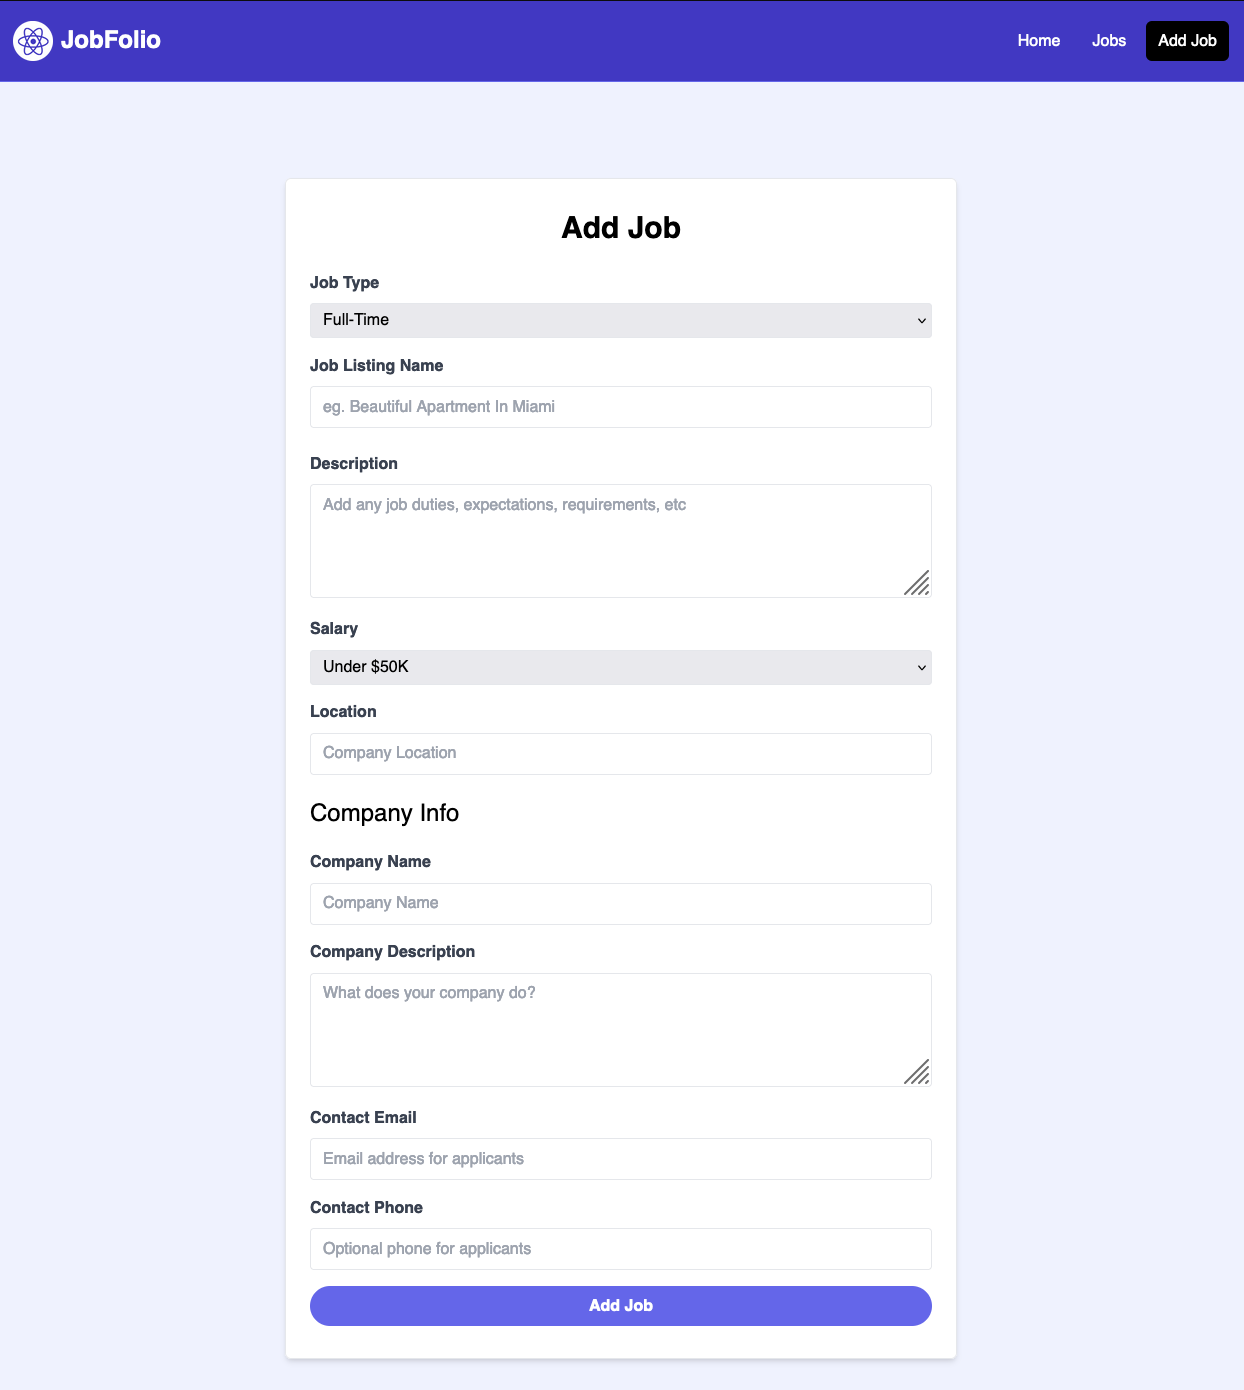 JobFolio
Home Jobs Add Job
Add Job
Job Type
Full-Time
Job Listing Name
eg. Beautiful Apartment In Miami
Description
Add any job duties, expectations, requirements, etc
Salary
Under $50K
Location
Company Location
Company Info
Company Name
Company Name
Company Description
What does your company do?
Contact Email
Email address for applicants
Contact Phone
Optional phone for applicants
Add Job